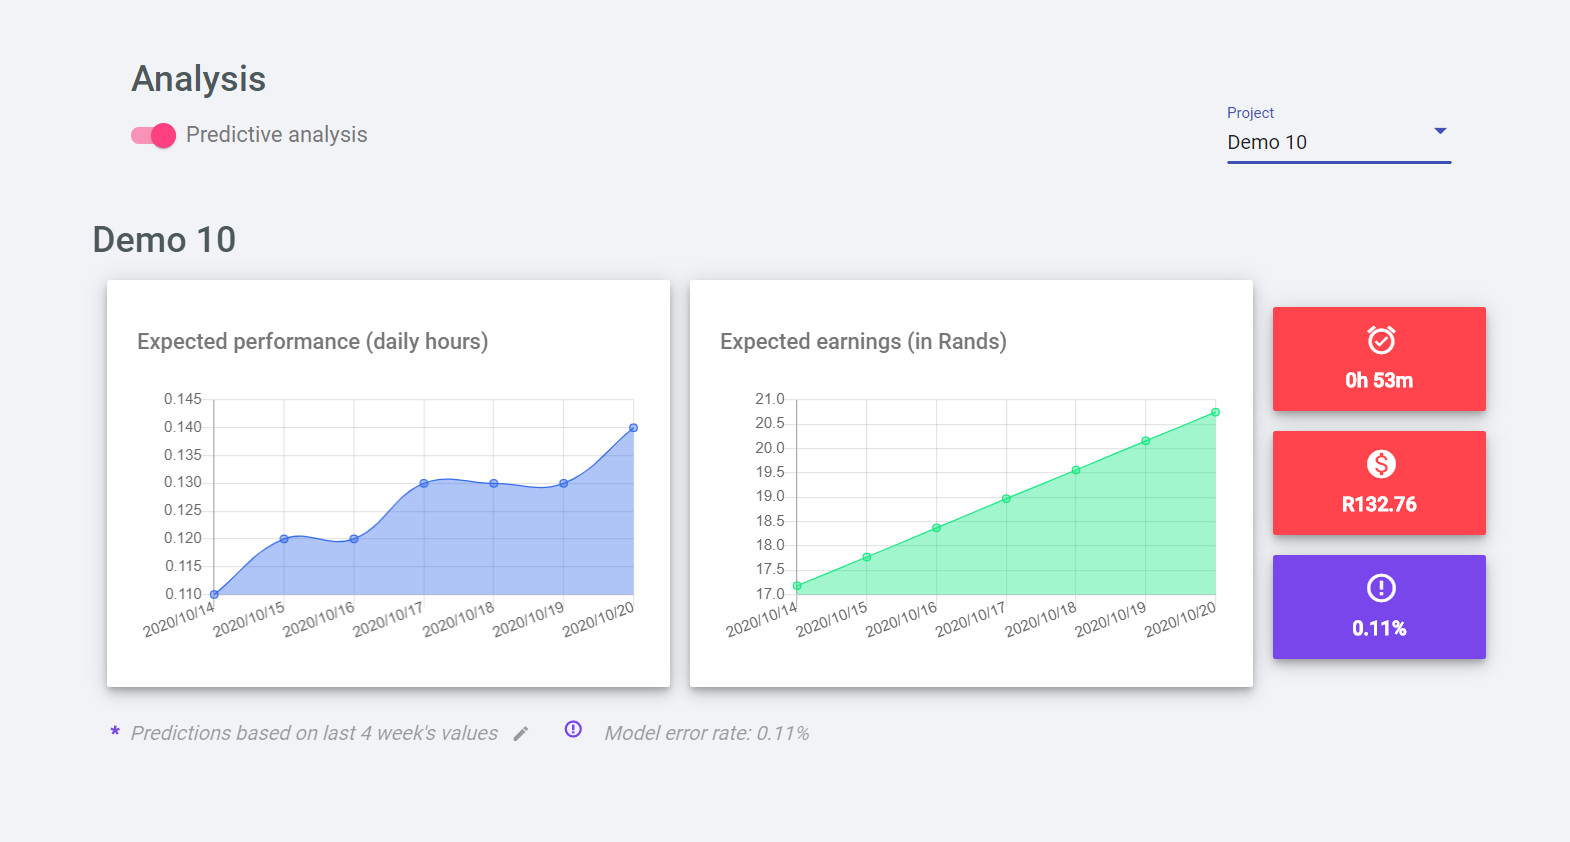 Analysis
Predictive analysis
Project
Demo 10
Demo 10
Expected performance (daily hours)
0.145
0.140
0.135
0.130
0.125
0.120
0.115
0.110
2020/10/14
2020/10/15
2020/10/16
2020/10/17
2020/10/18
2020/10/19
2020/10/20
Expected earnings (in Rands)
21.0
20.5
20.0
19.5
19.0
18.5
18.0
17.5
17.0
2020/10/14
2020/10/15
2020/10/16
2020/10/17
2020/10/18
2020/10/19
2020/10/20
0h 53m
R132.76
0.11%
* Predictions based on last 4 week's values
Model error rate: 0.11%